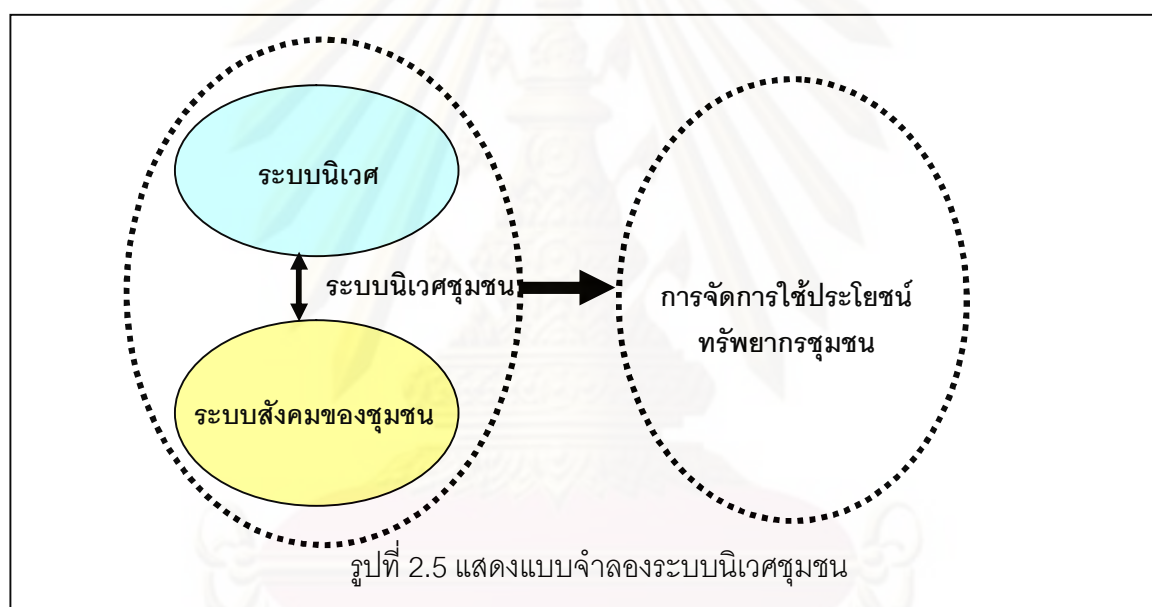 ระบบนิเวศ
ระบบนิเวศชุมชน
ระบบสังคมของชุมชน
การจัดการใช้ประโยชน์
ทรัพยากรชุมชน
รูปที่ 2.5 แสดงแบบจำลองระบบนิเวศชุมชน